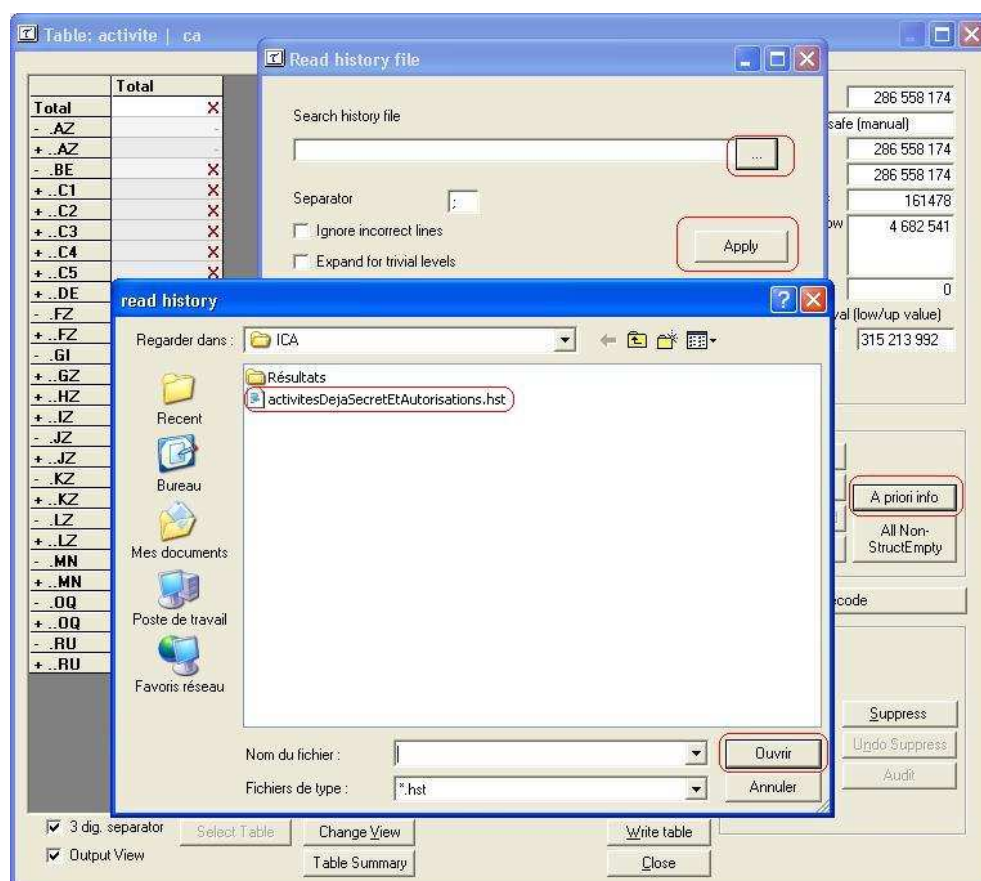 Table: activite | ca
Read history file
Total
Total
- .AZ
+ ..AZ
- .BE
+ ..C1
+ ..C2
+ ..C3
+ ..C4
+ ..C5
+ ..DE
- .FZ
+ ..FZ
- .GI
+ ..GZ
+ ..HZ
+ ..IZ
- .JZ
+ ..JZ
- .KZ
+ ..KZ
- .LZ
+ ..LZ
- .MN
+ ..MN
- .OQ
+ ..OQ
- .RU
+ ..RU
Search history file
...
Separator ;
Ignore incorrect lines
Expand for trivial levels
Apply
286 558 174
safe (manual)
286 558 174
286 558 174
161478
4 682 541
0
(low/up value)
315 213 992
A priori info
All Non-
StructEmpty
Suppress
Undo Suppress
Audit
read history
Regarder dans : ICA
Résultats
activitesDejaSecretEtAutorisations.hst
Recent
Bureau
Mes documents
Poste de travail
Favoris réseau
Nom du fichier :
Ouvrir
Fichiers de type : *.hst
Annuler
3 dig. separator
Select Table
Change View
Write table
Output View
Table Summary
Close